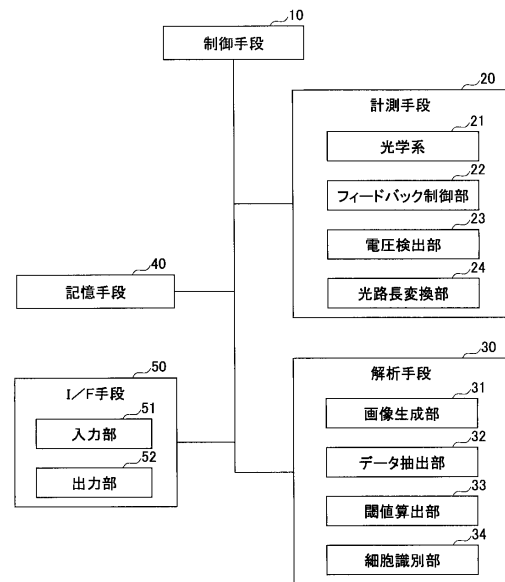 10
制御手段
20
計測手段
21
光学系
22
フィードバック制御部
23
電圧検出部
24
光路長変換部
40
記憶手段
30
解析手段
31
画像生成部
32
データ抽出部
33
閾値算出部
34
細胞識別部
50
I/F手段
51
入力部
52
出力部